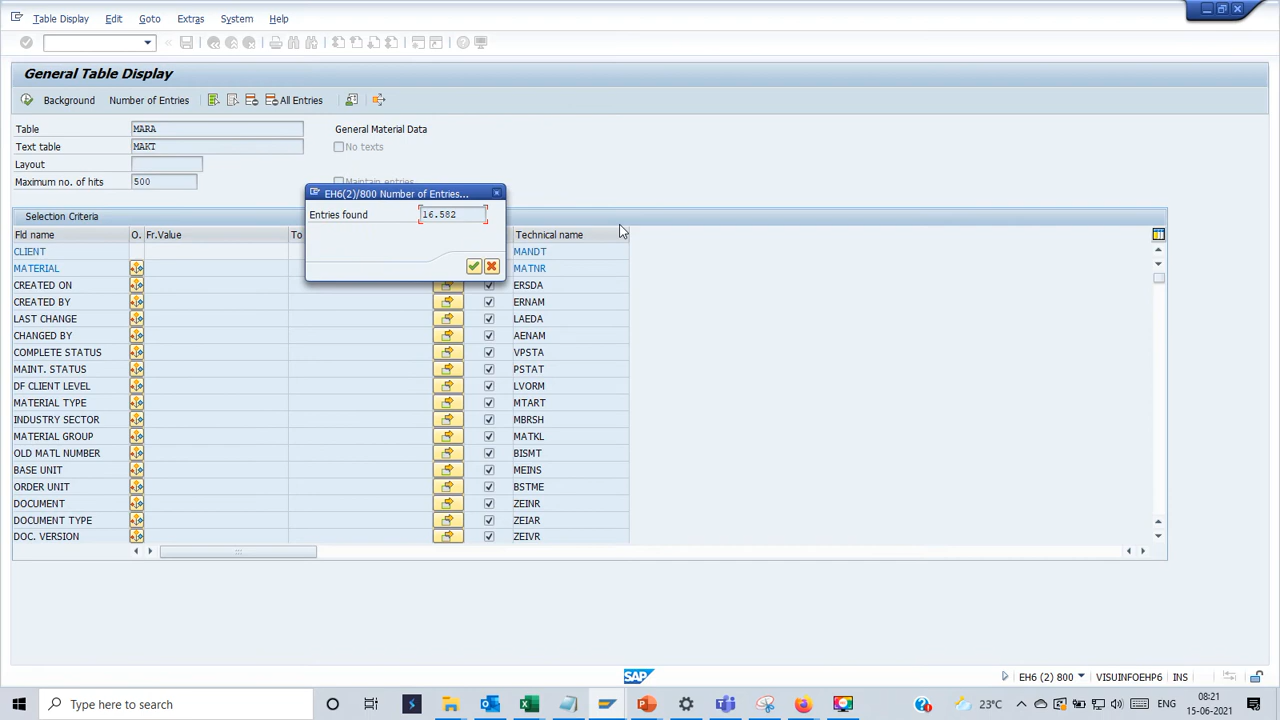 Table Display Edit Goto Extras System Help
General Table Display
Background Number of Entries All Entries
Table MARA General Material Data
Text table MAKT No texts
Layout
Maximum no. of hits 500 Maintain entries
EH6(2)/800 Number of Entries...
Entries found 16.582
Selection Criteria
Fld name O. Fr.Value To Technical name
CLIENT MANDT
MATERIAL MATNR
CREATED ON ERSDA
CREATED BY ERNAM
LAST CHANGE LAEDA
CHANGED BY AENAM
COMPLETE STATUS VPSTA
MAINT. STATUS PSTAT
DF CLIENT LEVEL LVORM
MATERIAL TYPE MTART
INDUSTRY SECTOR MBRSH
MATERIAL GROUP MATKL
OLD MATL NUMBER BISMT
BASE UNIT MEINS
ORDER UNIT BSTME
DOCUMENT ZEINR
DOCUMENT TYPE ZEIAR
DOC. VERSION ZEIVR
SAP EH6 (2) 800 VISUINFOEHP6 INS
Type here to search 23°C 08:21
15-06-2021